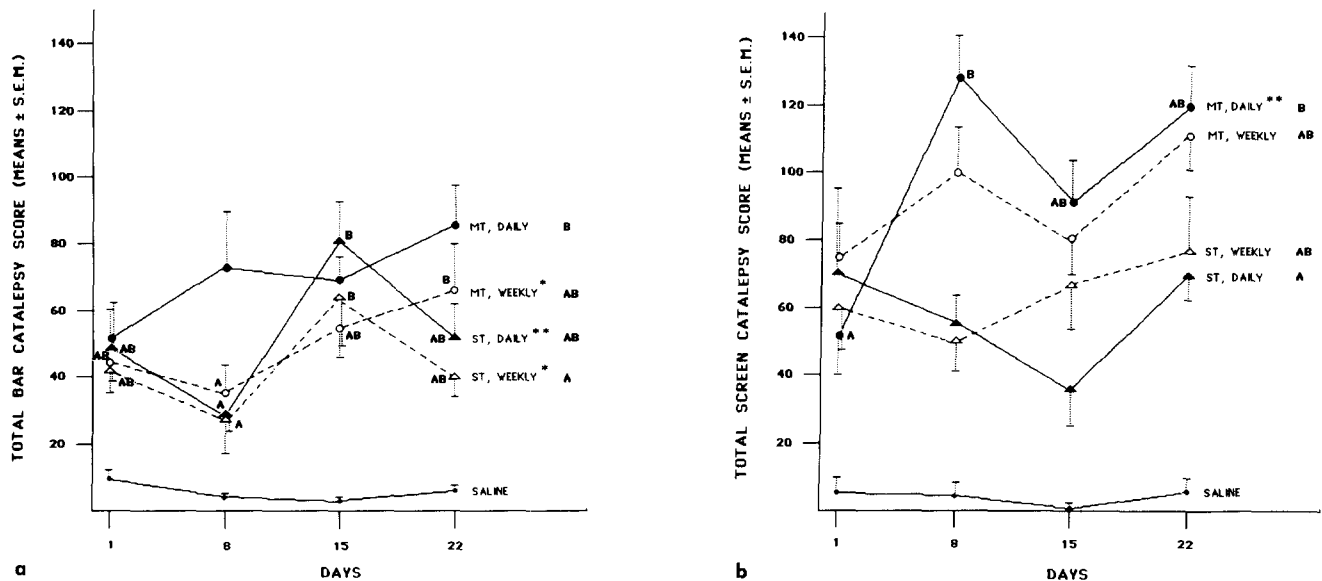 TOTAL BAR CATALEPSY SCORE (MEANS ± S.E.M.)
140
120
100
80
60
40
20
AB
AB
AB
A
A
A
B
B
AB
B
AB
AB
MT, DAILY B
MT, WEEKLY* AB
ST, DAILY** AB
ST, WEEKLY* A
SALINE
1 8 15 22
DAYS
a
TOTAL SCREEN CATALEPSY SCORE (MEANS ± S.E.M.)
140
120
100
80
60
40
20
A
B
AB
AB
MT, DAILY** B
MT, WEEKLY AB
ST, WEEKLY AB
ST, DAILY A
SALINE
1 8 15 22
DAYS
b